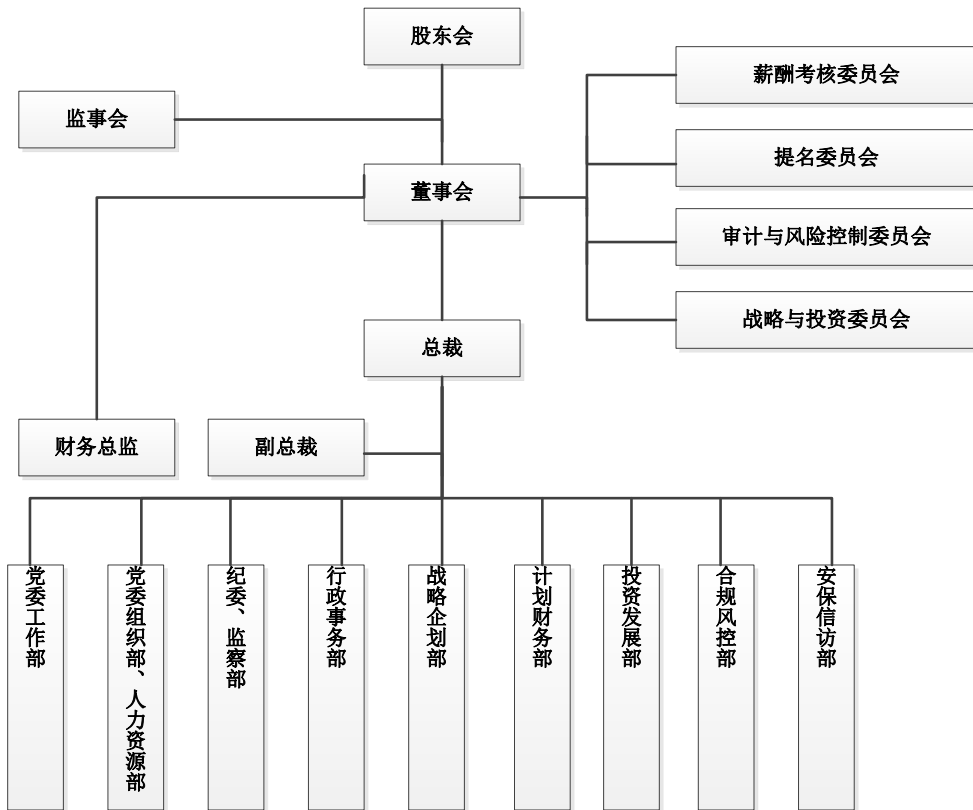 股东会
薪酬考核委员会
监事会
提名委员会
董事会
审计与风险控制委员会
战略与投资委员会
总裁
财务总监
副总裁
党委工作部
党委组织部、人力资源部
纪委、监察部
行政事务部
战略企划部
计划财务部
投资发展部
合规风控部
安保信访部